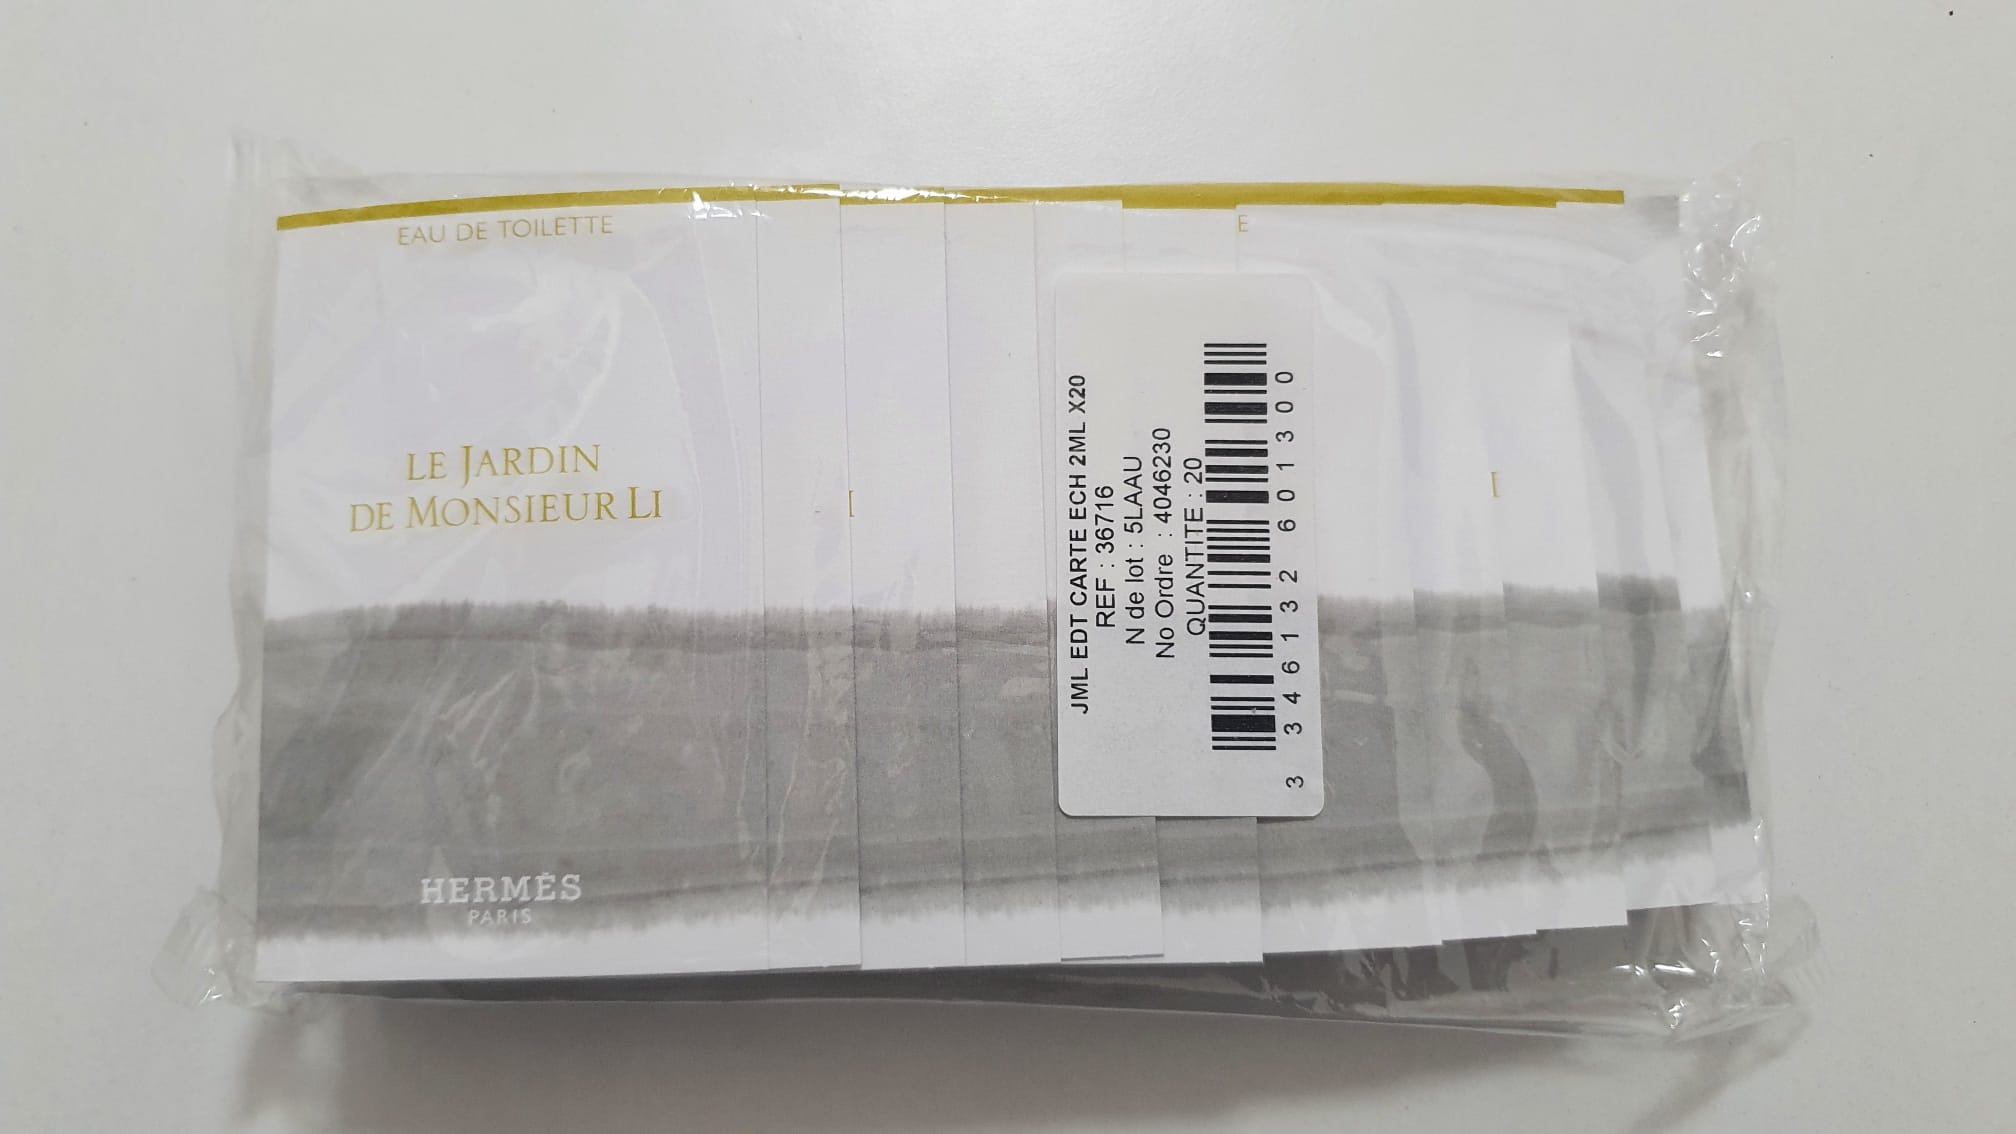 EAU DE TOILETTE
LE JARDIN
DE MONSIEUR LI
HERMÈS
PARIS
E
JML EDT CARTE ECH 2ML X20
REF : 36716
N de lot : 5LAAU
No Ordre : 4046230
QUANTITE : 20
3 346132 601300